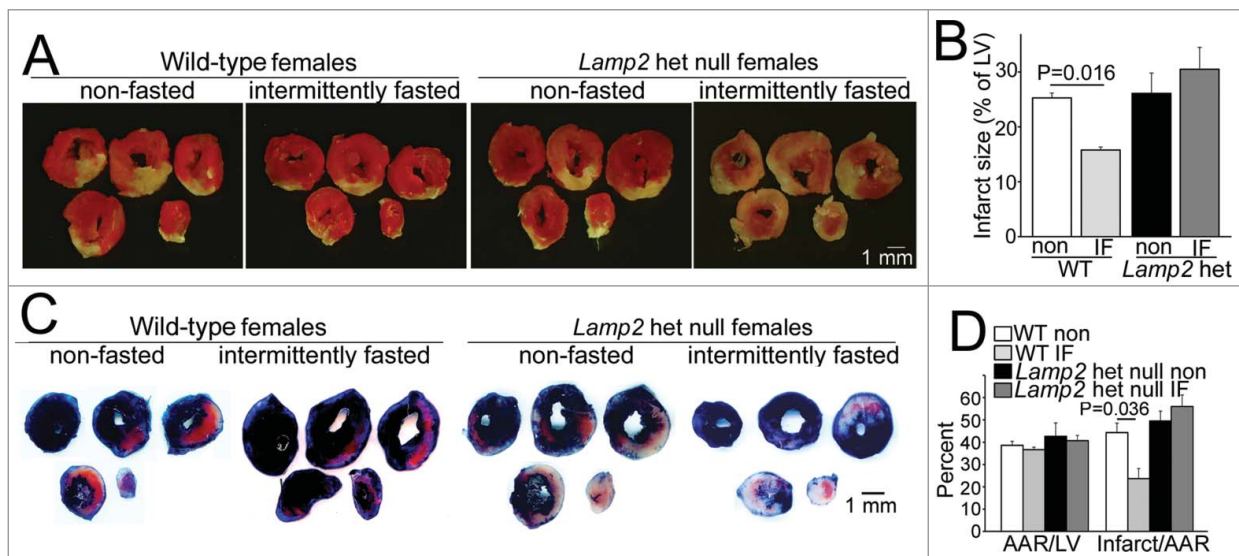 A
Wild-type females
Lamp2 het null females
non-fasted
intermittently fasted
non-fasted
intermittently fasted
1 mm
B
Infarct size (% of LV)
30
20
10
0
P=0.016
non
IF
non
IF
WT
Lamp2 het
C
Wild-type females
Lamp2 het null females
non-fasted
intermittently fasted
non-fasted
intermittently fasted
1 mm
D
WT non
WT IF
Lamp2 het null non
Lamp2 het null IF
P=0.036
Percent
60
50
40
30
20
10
0
AAR/LV
Infarct/AAR